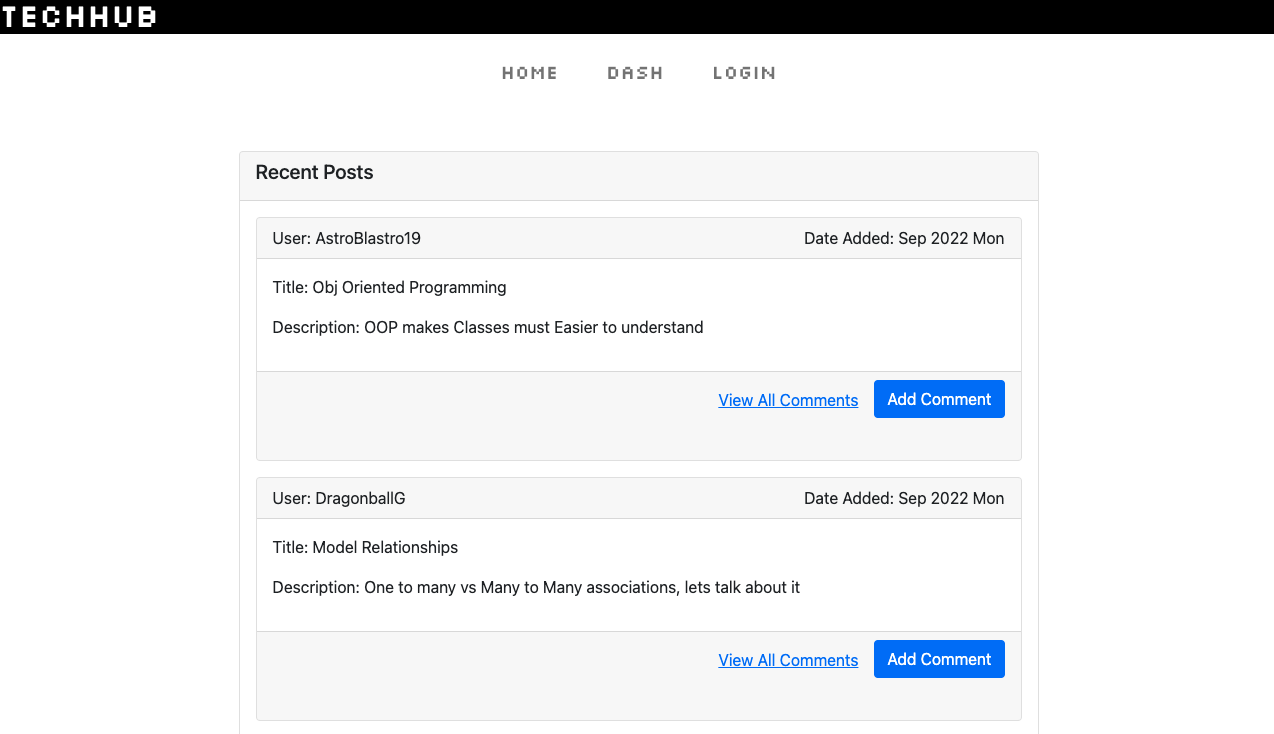 TECHHUB
HOME DASH LOGIN
Recent Posts
User: AstroBlastro19 Date Added: Sep 2022 Mon
Title: Obj Oriented Programming
Description: OOP makes Classes must Easier to understand
View All Comments Add Comment
User: DragonballG Date Added: Sep 2022 Mon
Title: Model Relationships
Description: One to many vs Many to Many associations, lets talk about it
View All Comments Add Comment